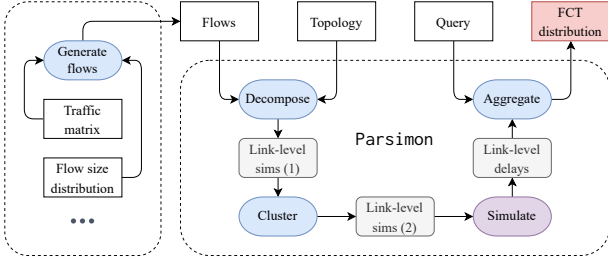 Generate
flows
Traffic
matrix
Flow size
distribution
Flows
Topology
Query
FCT
distribution
Decompose
Aggregate
Link-level
sims (1)
Parsimon
Link-level
delays
Cluster
Link-level
sims (2)
Simulate